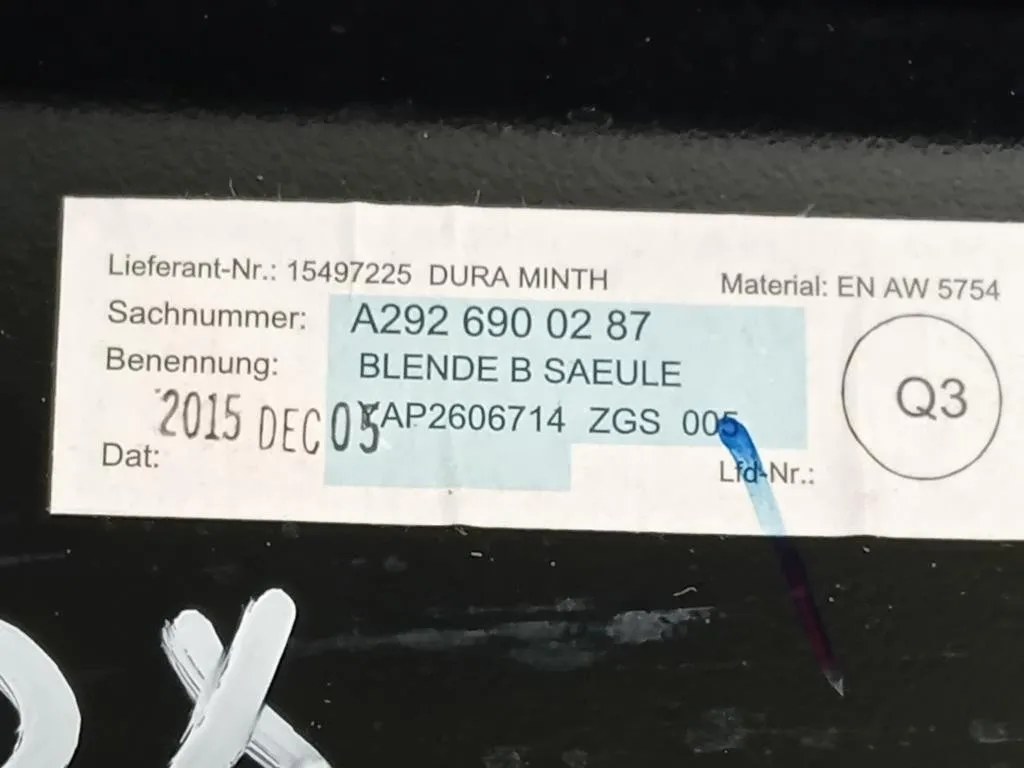 Lieferant-Nr.: 15497225 DURA MINTH
Material: EN AW 5754
Sachnummer: A292 690 02 87
Benennung: BLENDE B SAEULE
Q3
2015 DEC 05
AP2606714 ZGS 005
Dat:
Lfd-Nr.:
X